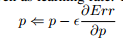 p ⇐ p − ϵ ∂Err/∂p